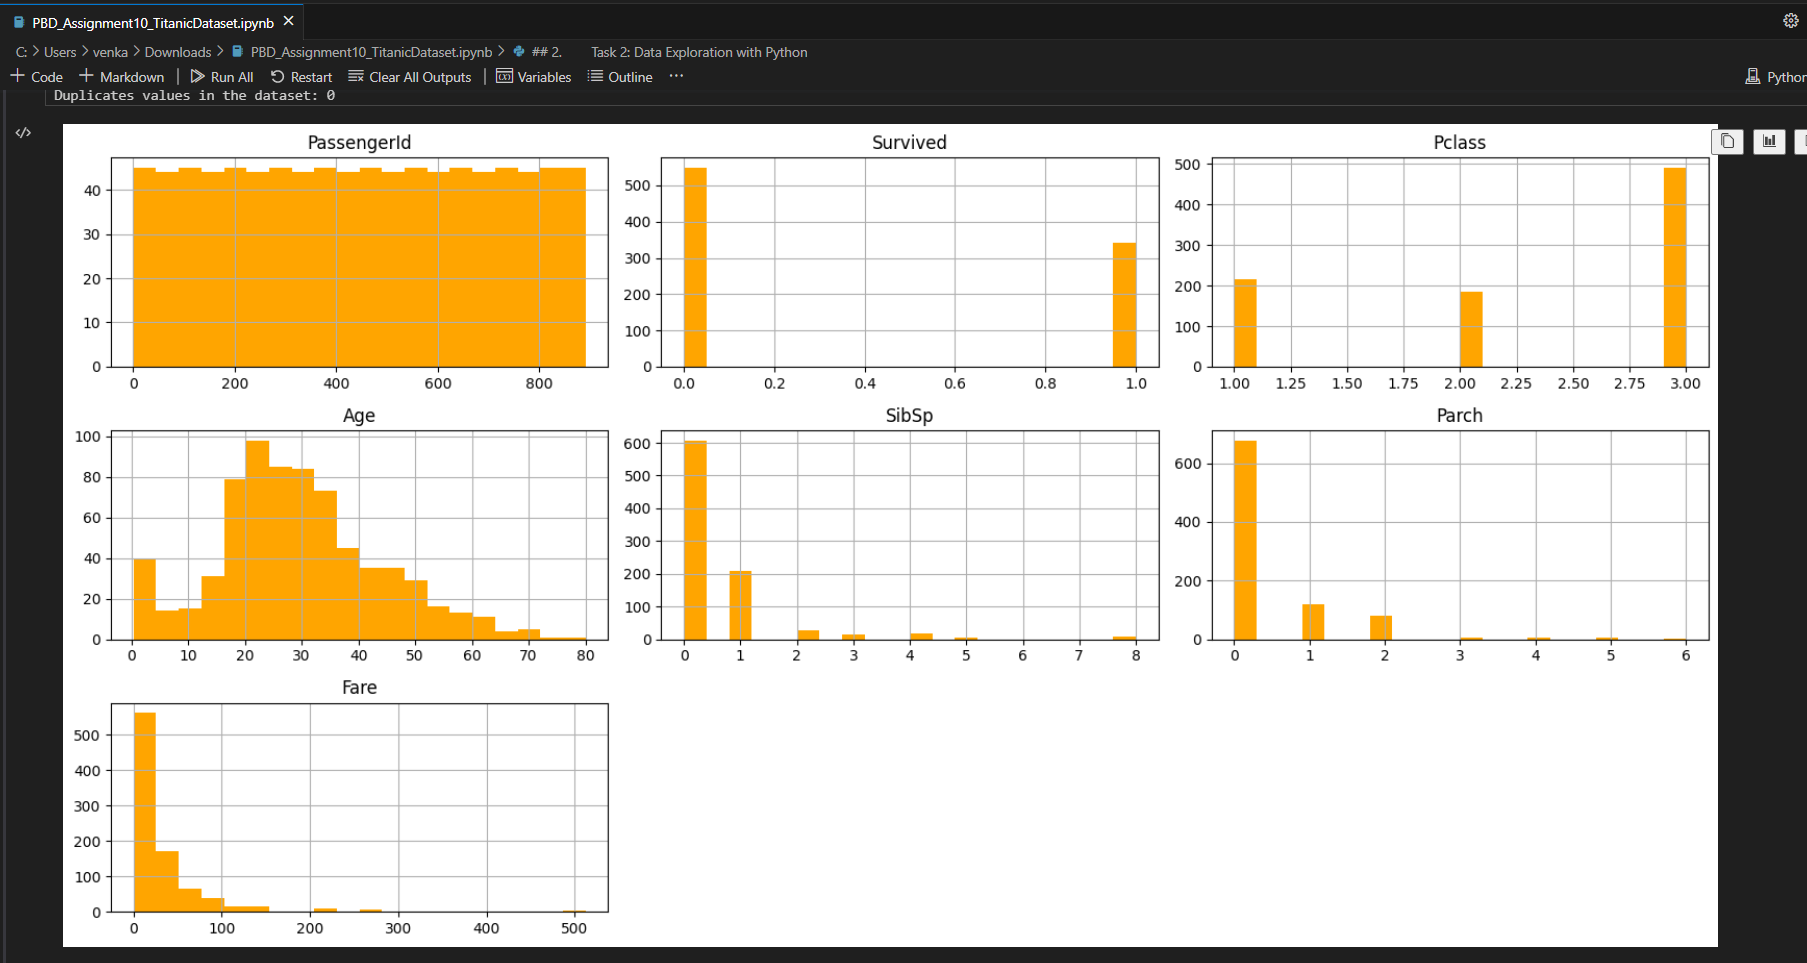 PBD_Assignment10_TitanicDataset.ipynb
C: > Users > venka > Downloads > PBD_Assignment10_TitanicDataset.ipynb > ## 2. Task 2: Data Exploration with Python
+ Code + Markdown | Run All Restart Clear All Outputs | Variables Outline ... Python
Duplicates values in the dataset: 0
PassengerId
40
30
20
10
0
0 200 400 600 800
Survived
500
400
300
200
100
0
0.0 0.2 0.4 0.6 0.8 1.0
Pclass
500
400
300
200
100
0
1.00 1.25 1.50 1.75 2.00 2.25 2.50 2.75 3.00
Age
100
80
60
40
20
0
0 10 20 30 40 50 60 70 80
SibSp
600
500
400
300
200
100
0
0 1 2 3 4 5 6 7 8
Parch
600
400
200
0
0 1 2 3 4 5 6
Fare
500
400
300
200
100
0
0 100 200 300 400 500